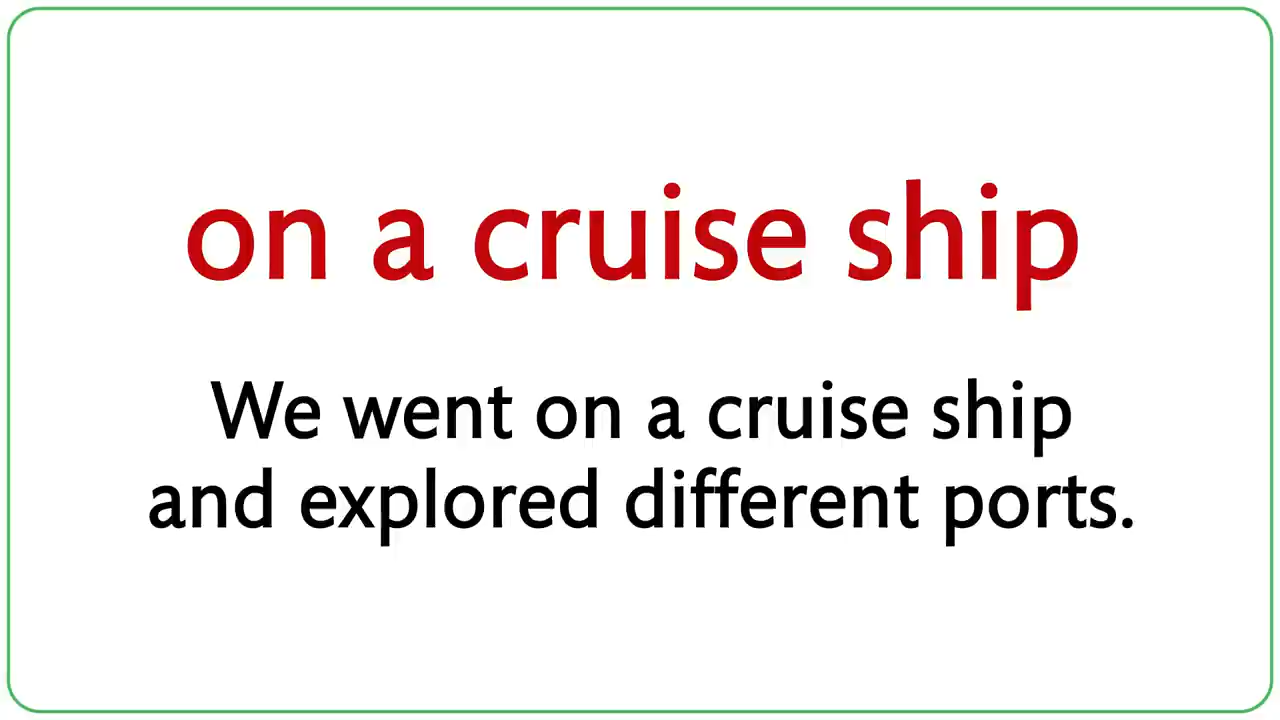 on a cruise ship
We went on a cruise ship
and explored different ports.